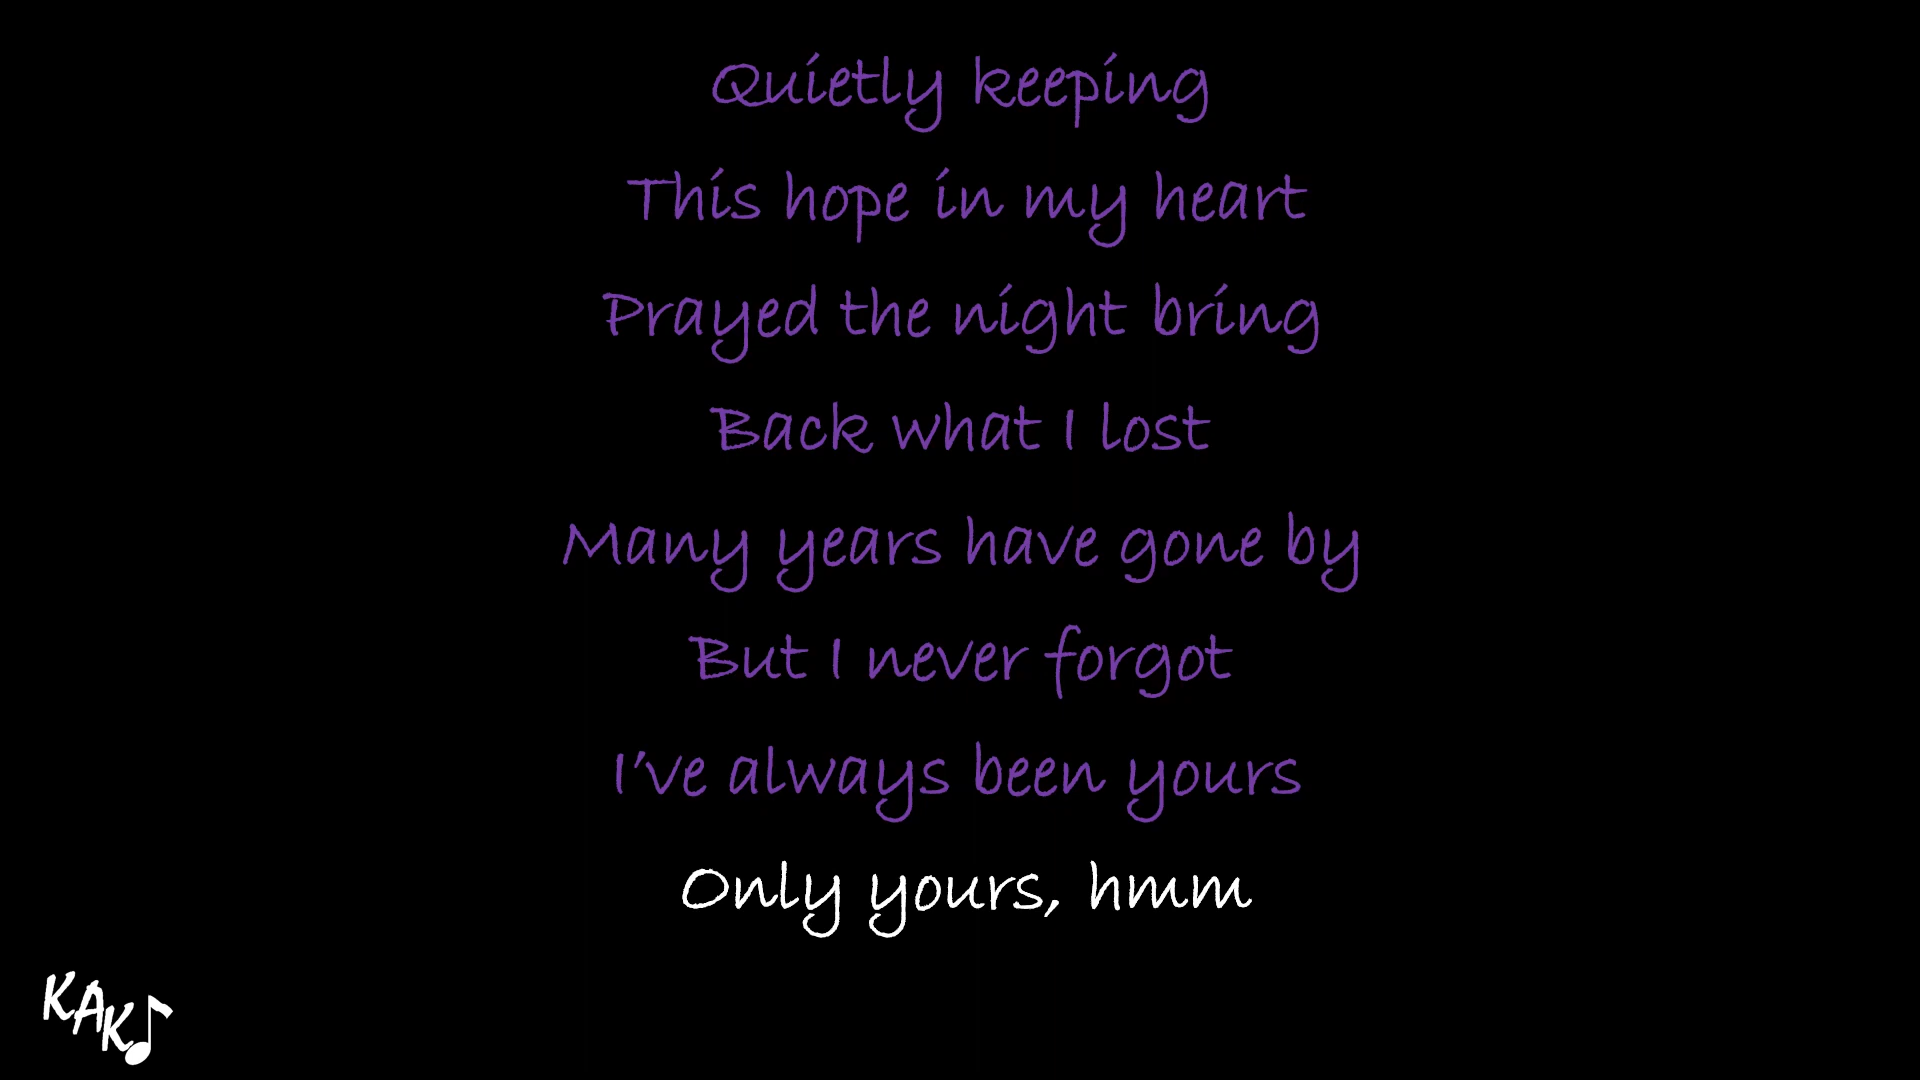 Quietly keeping
This hope in my heart
Prayed the night bring
Back what I lost
Many years have gone by
But I never forgot
I've always been yours
Only yours, hmm
KAK